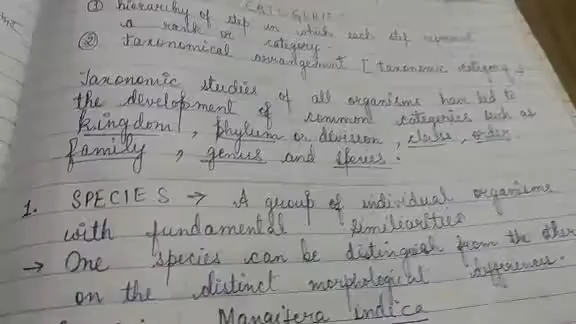 CATEGORIE
① hierarchy of step in which each step represent
a rank or category.
② taxonomical arrangement [ taxonomic category →
Taxonomic studies of all organisms have led to
the development of common categories such as
kingdom, phylum or division, class, order
family, genus and species.
1. SPECIES → A group of individual organisms
with fundamental similiarities
→ One species can be distinguish from the other
on the distinct morphological differences.
Mangifera indica